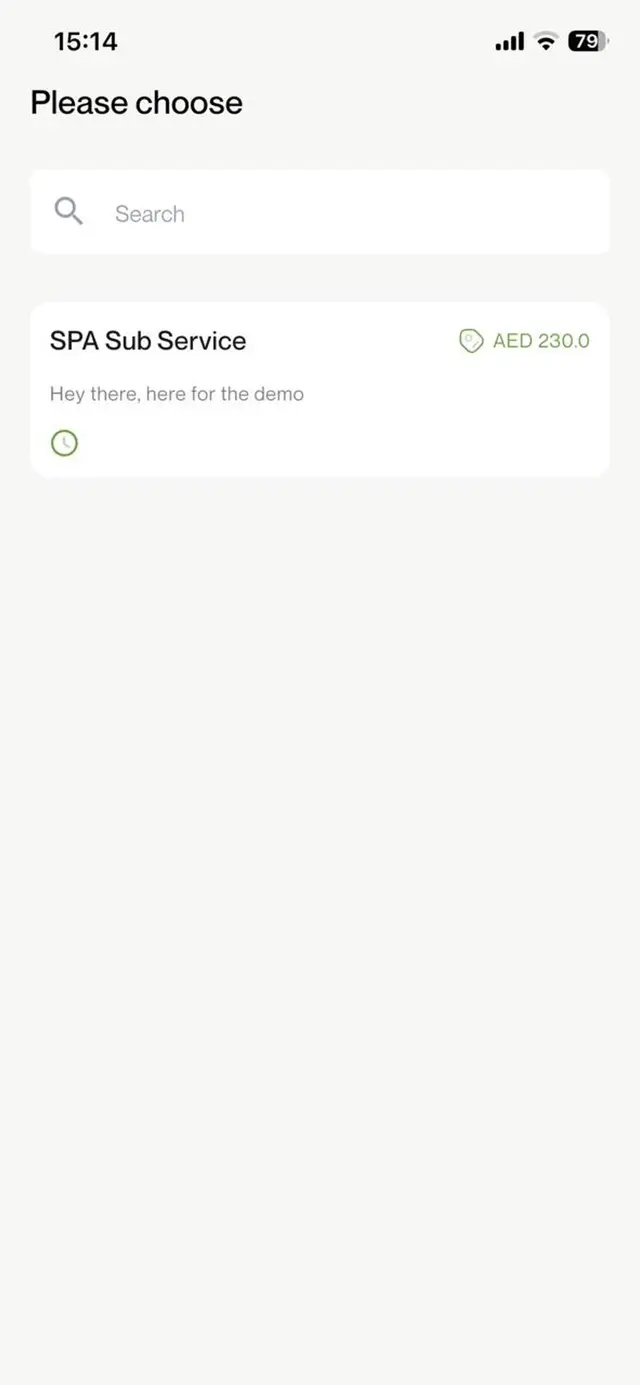 15:14
79
Please choose
Search
SPA Sub Service
AED 230.0
Hey there, here for the demo